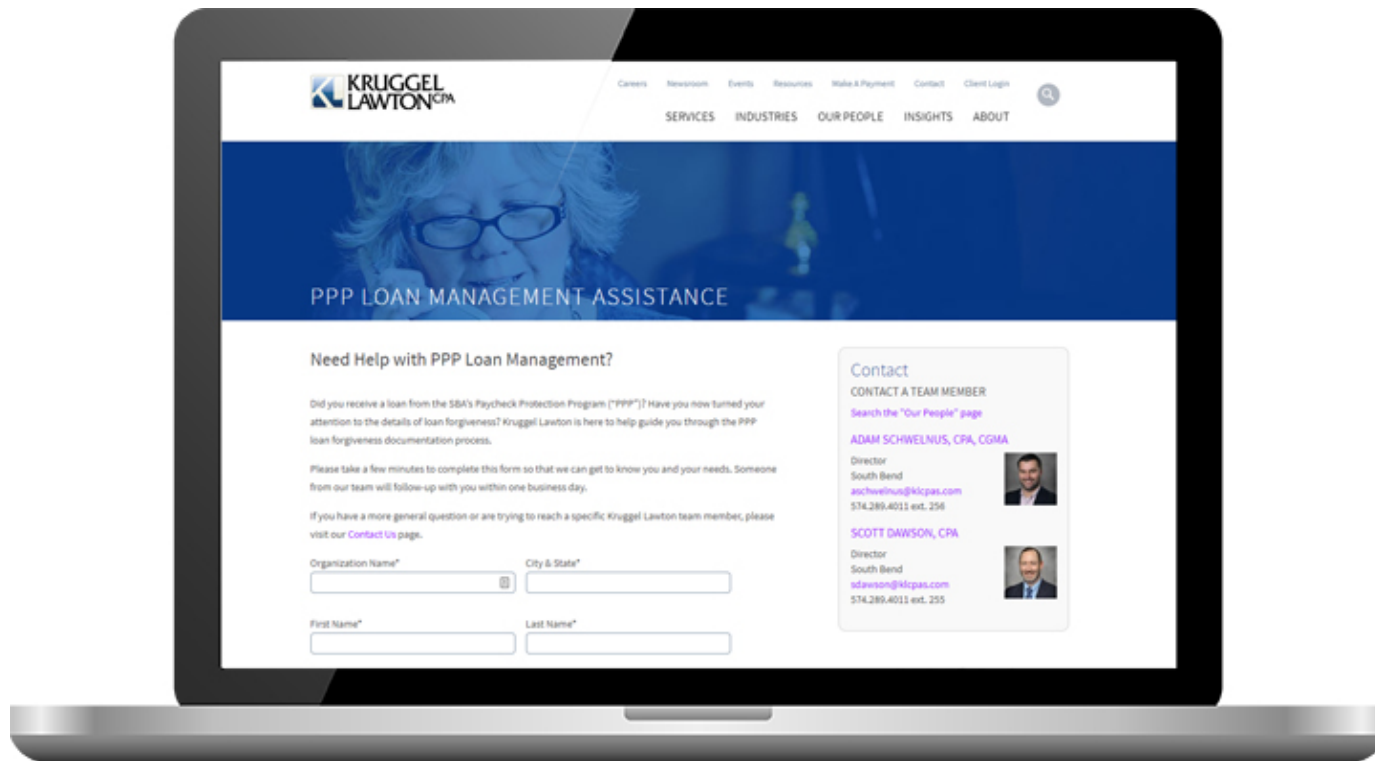 KRUGGEL
LAWTON CPA
Careers Newsroom Events Resources Make A Payment Contact Client Login
SERVICES INDUSTRIES OUR PEOPLE INSIGHTS ABOUT
PPP LOAN MANAGEMENT ASSISTANCE
Need Help with PPP Loan Management?
Did you receive a loan from the SBA's Paycheck Protection Program ("PPP")? Have you now turned your
attention to the details of loan forgiveness? Kruggel Lawton is here to help guide you through the PPP
loan forgiveness documentation process.
Please take a few minutes to complete this form so that we can get to know you and your needs. Someone
from our team will follow-up with you within one business day.
If you have a more general question or are trying to reach a specific Kruggel Lawton team member, please
visit our Contact Us page.
Organization Name* City & State*
First Name* Last Name*
Contact
CONTACT A TEAM MEMBER
Search the "Our People" page
ADAM SCHWELNUS, CPA, CGMA
Director
South Bend
aschwelnus@klcpas.com
574.289.4011 ext. 256
SCOTT DAWSON, CPA
Director
South Bend
sdawson@klcpas.com
574.289.4011 ext. 255